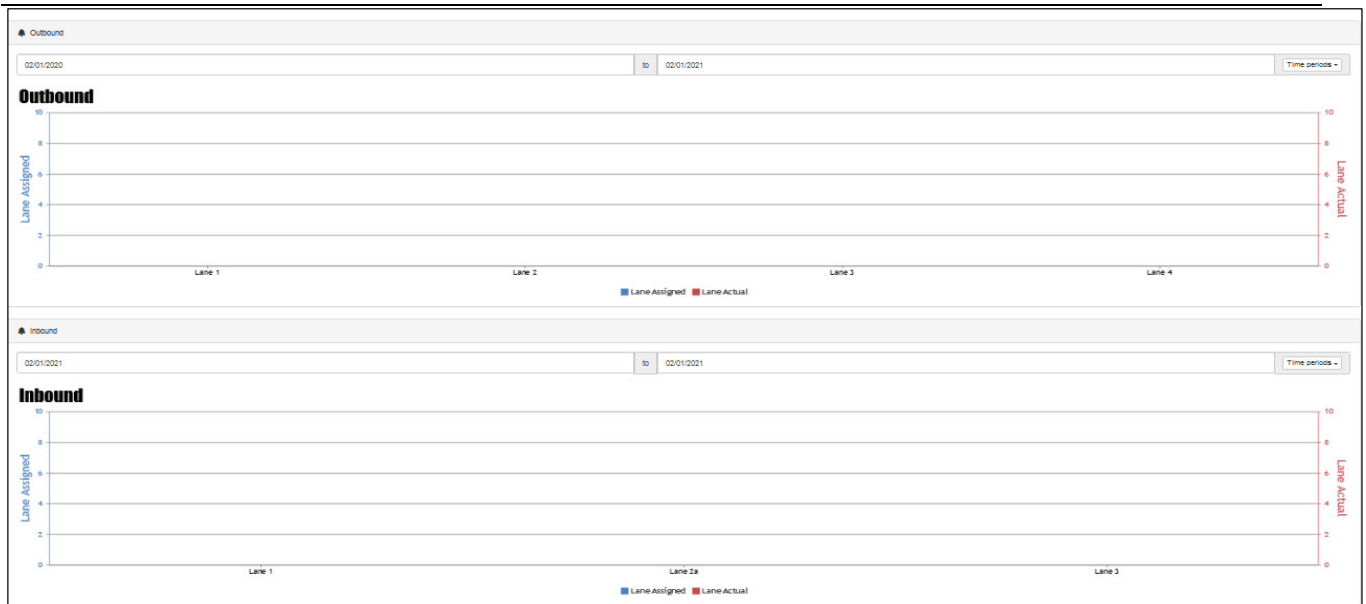 Outbound
02/01/2020 to 02/01/2021 Time periods
Outbound
10 10
8 8
6 6
4 4
2 2
0 0
Lane Assigned
Lane Actual
Lane 1 Lane 2 Lane 3 Lane 4
Lane Assigned Lane Actual
Inbound
02/01/2021 to 02/01/2021 Time periods
Inbound
10 10
8 8
6 6
4 4
2 2
0 0
Lane Assigned
Lane Actual
Lane 1 Lane 2a Lane 3
Lane Assigned Lane Actual